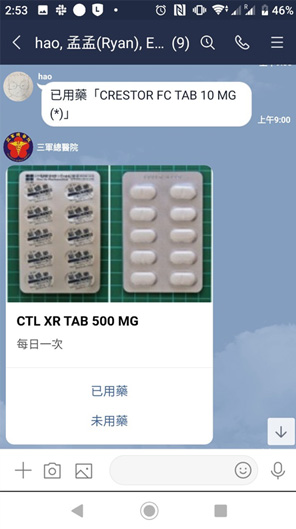 2:53
46%
hao, 孟孟(Ryan), E... (9)
hao
已用藥「CRESTOR FC TAB 10 MG
(*)」
上午9:00
三軍總醫院
CTL XR TAB 500 MG
每日一次
已用藥
未用藥